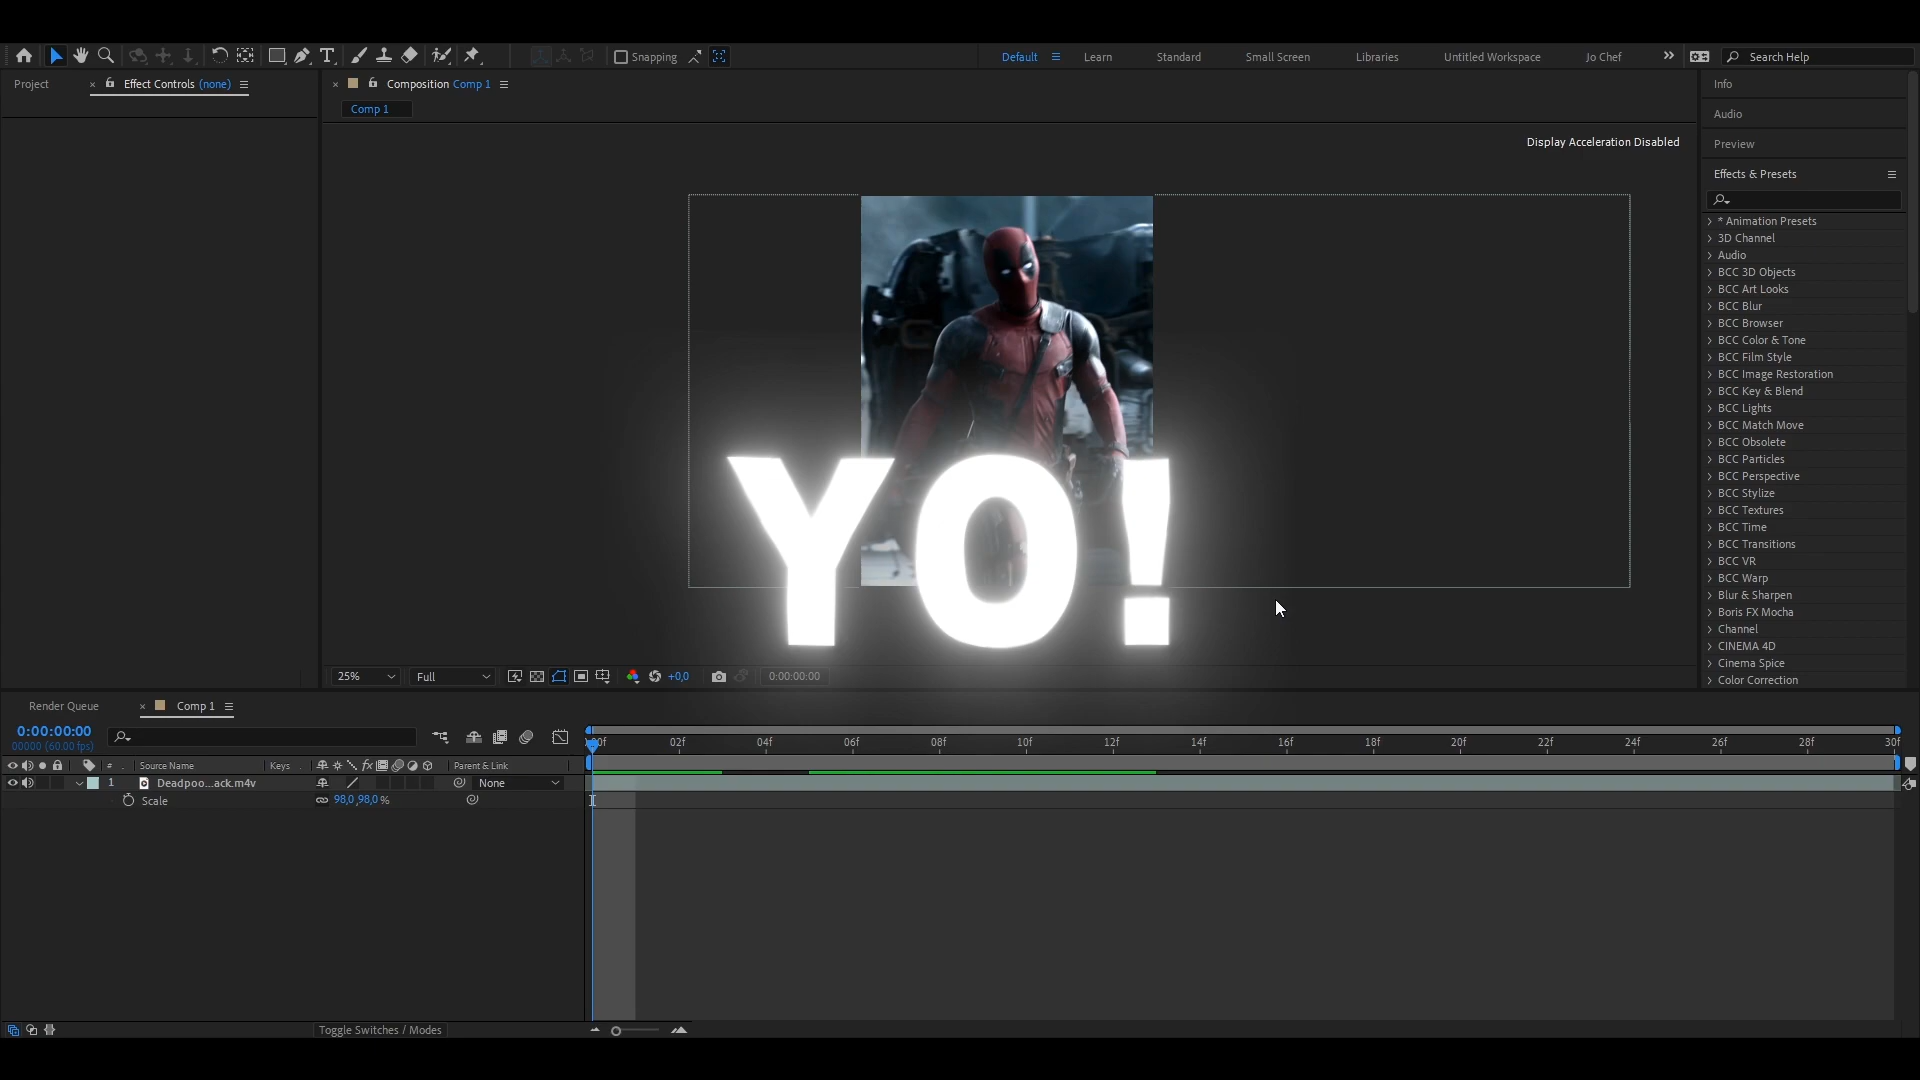 Snapping
Default
Learn
Standard
Small Screen
Libraries
Untitled Workspace
Jo Chef
Search Help
Project
Effect Controls (none)
Composition Comp 1
Comp 1
Display Acceleration Disabled
YO!
25%
Full
+0,0
0:00:00:00
Info
Audio
Preview
Effects & Presets
* Animation Presets
3D Channel
Audio
BCC 3D Objects
BCC Art Looks
BCC Blur
BCC Browser
BCC Color & Tone
BCC Film Style
BCC Image Restoration
BCC Key & Blend
BCC Lights
BCC Match Move
BCC Obsolete
BCC Particles
BCC Perspective
BCC Stylize
BCC Textures
BCC Time
BCC Transitions
BCC VR
BCC Warp
Blur & Sharpen
Boris FX Mocha
Channel
CINEMA 4D
Cinema Spice
Color Correction
Render Queue
Comp 1
0:00:00:00
00000 (60.00 fps)
:00f 02f 04f 06f 08f 10f 12f 14f 16f 18f 20f 22f 24f 26f 28f 30f
# Source Name Keys fx Parent & Link
1 Deadpoo...ack.m4v None
Scale 98,0,98,0 %
Toggle Switches / Modes